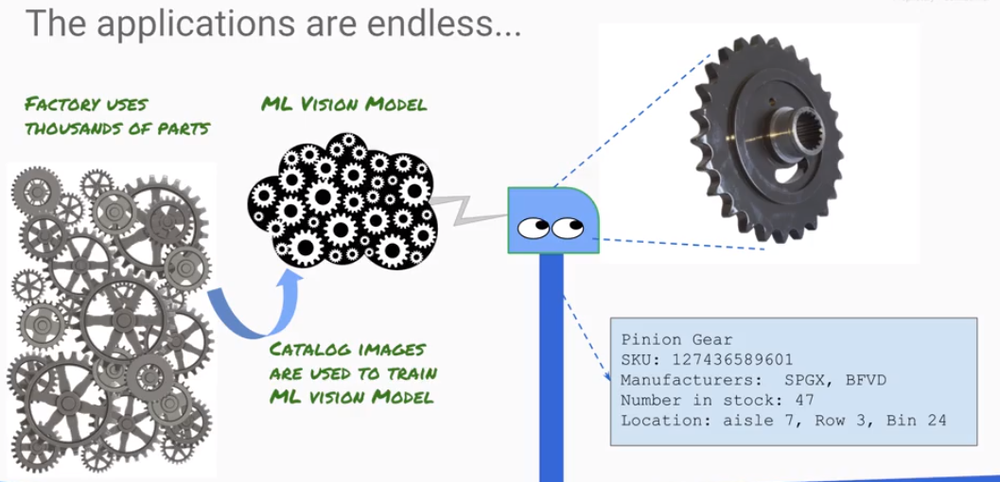 The applications are endless...
FACTORY USES
THOUSANDS OF PARTS
ML VISION MODEL
CATALOG IMAGES
ARE USED TO TRAIN
ML VISION MODEL
Pinion Gear
SKU: 127436589601
Manufacturers:  SPGX, BFVD
Number in stock: 47
Location: aisle 7, Row 3, Bin 24